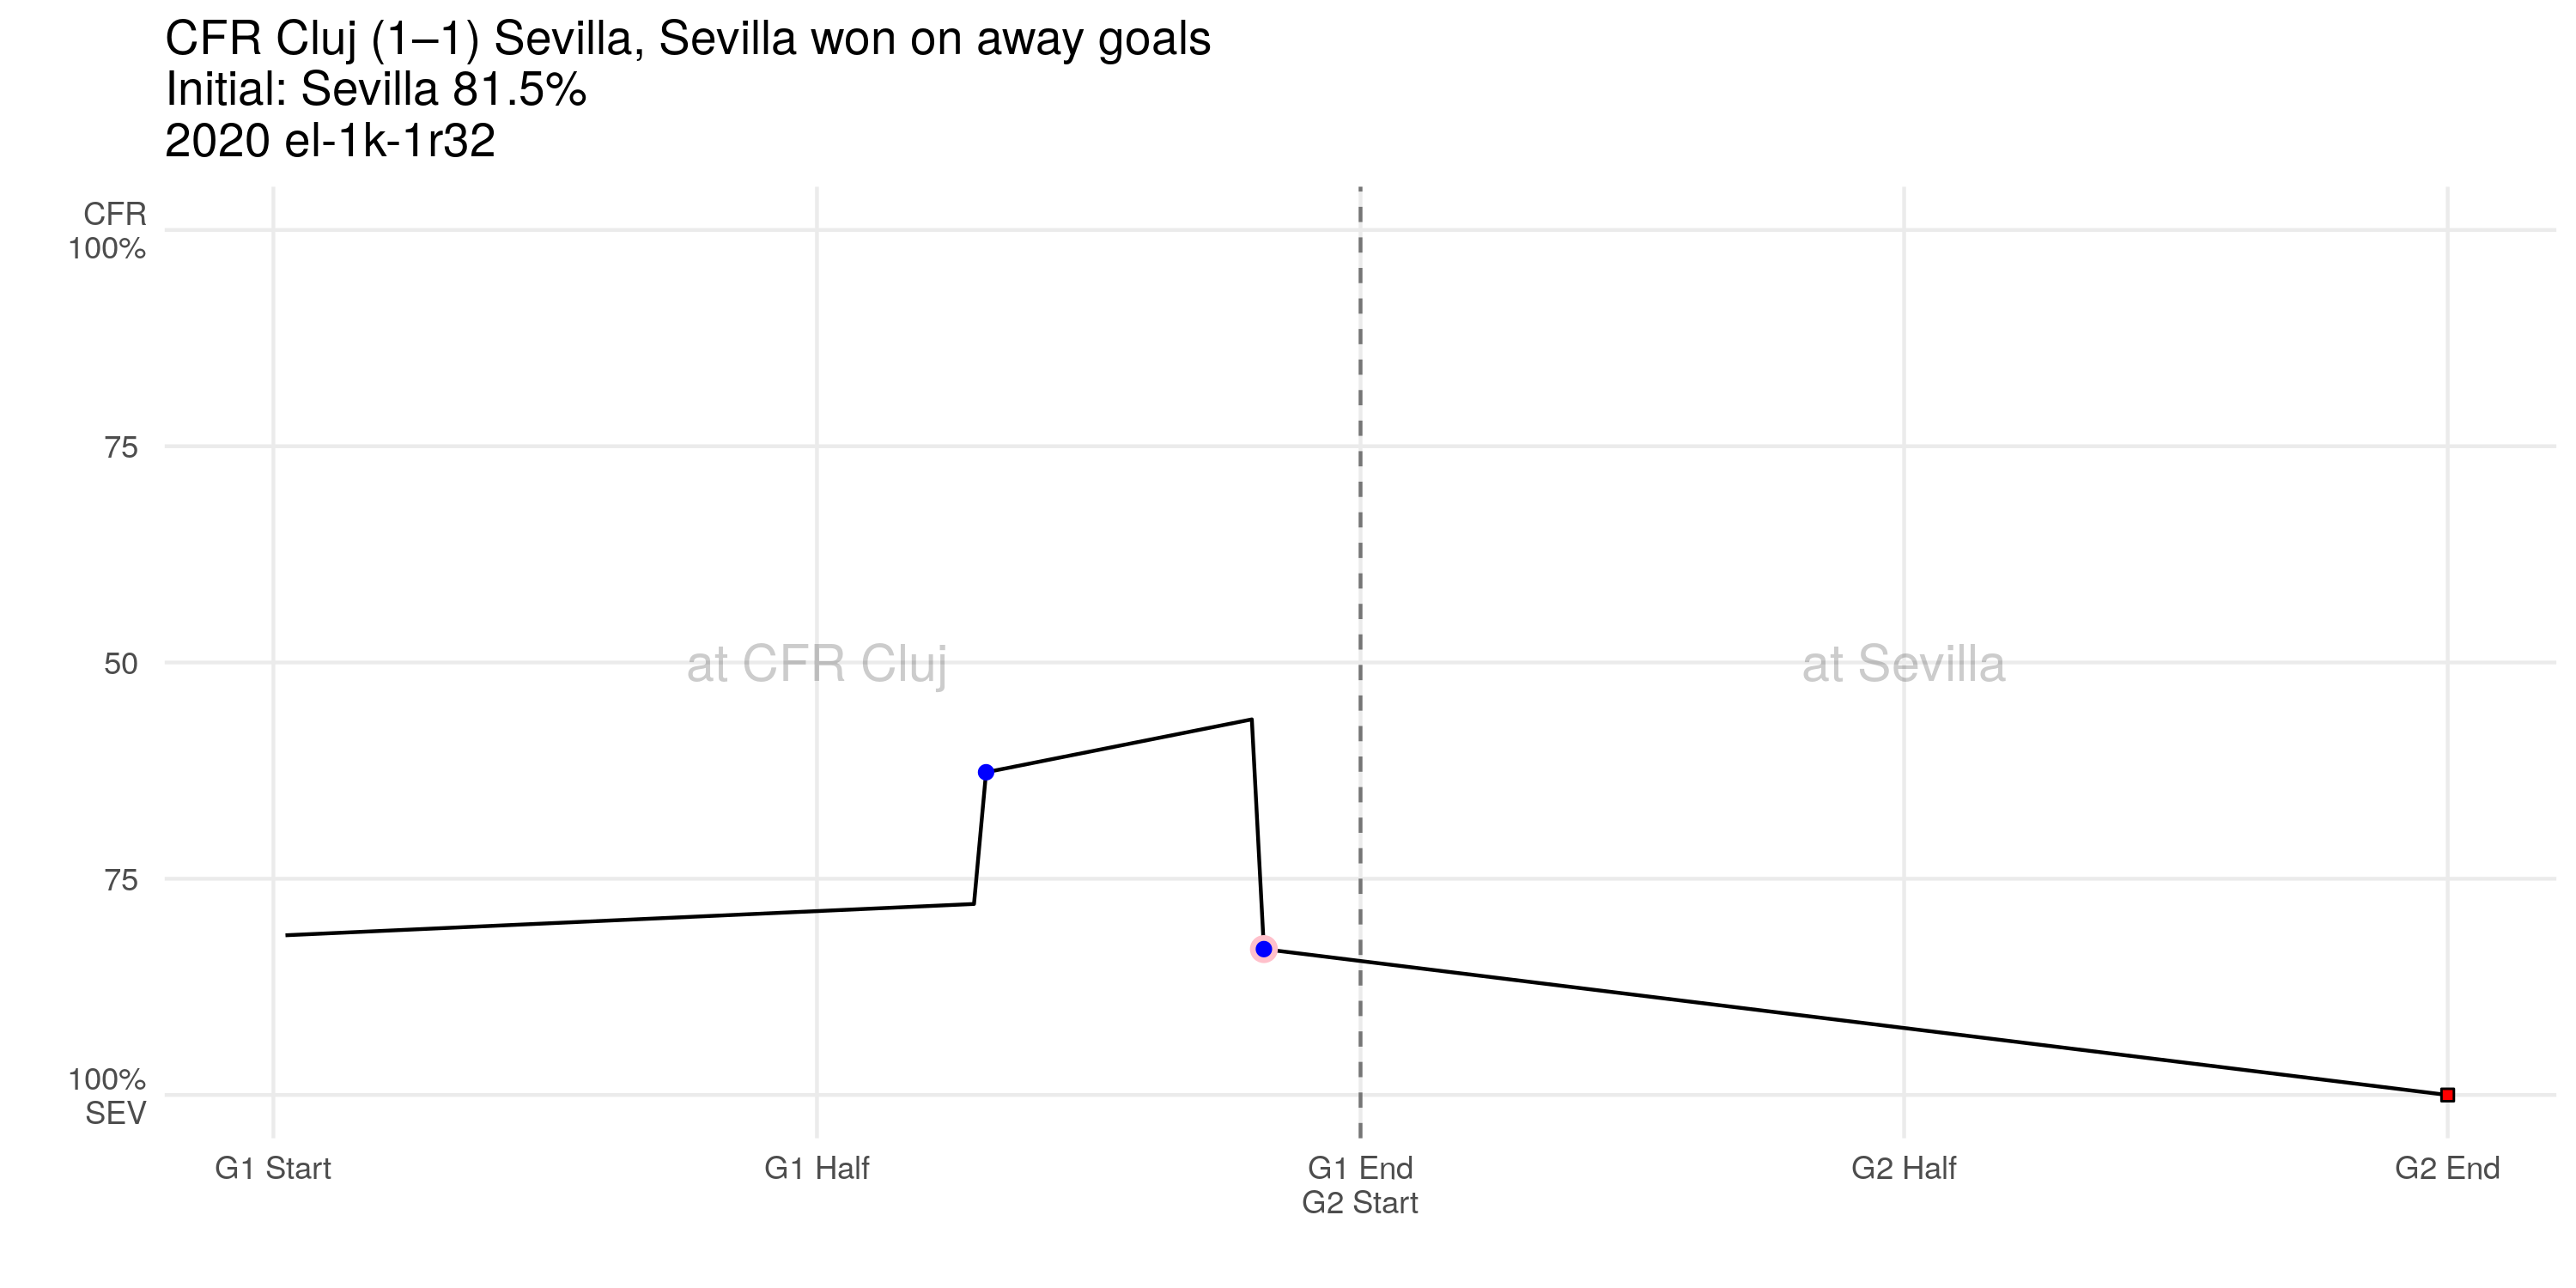 CFR Cluj (1–1) Sevilla, Sevilla won on away goals
Initial: Sevilla 81.5%
2020 el-1k-1r32
CFR
100%
75
50
75
100%
SEV
at CFR Cluj
at Sevilla
G1 Start
G1 Half
G1 End
G2 Start
G2 Half
G2 End